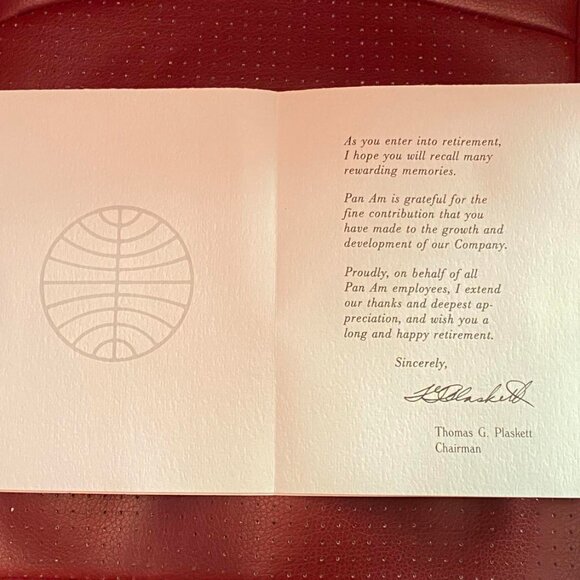 As you enter into retirement,
I hope you will recall many
rewarding memories.
Pan Am is grateful for the
fine contribution that you
have made to the growth and
development of our Company.
Proudly, on behalf of all
Pan Am employees, I extend
our thanks and deepest ap-
preciation, and wish you a
long and happy retirement.
Sincerely,
TGPlaskett
Thomas G. Plaskett
Chairman